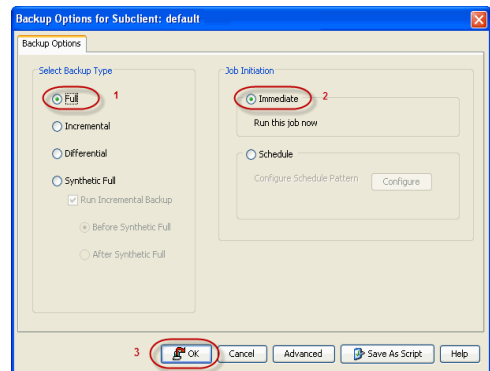 Backup Options for Subclient: default
Backup Options
Select Backup Type
Full 1
Incremental
Differential
Synthetic Full
Run Incremental Backup
Before Synthetic Full
After Synthetic Full
Job Initiation
Immediate 2
Run this job now
Schedule
Configure Schedule Pattern Configure
3 OK Cancel Advanced Save As Script Help